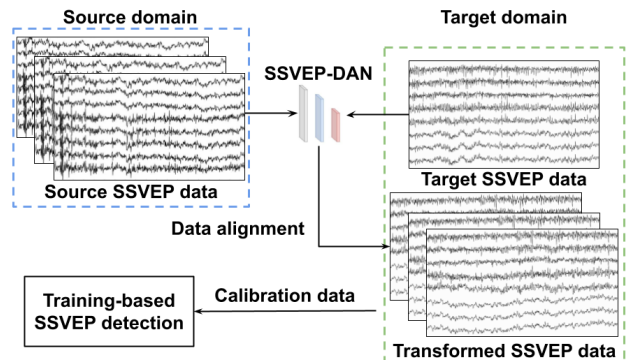 Source domain
Target domain
SSVEP-DAN
Source SSVEP data
Target SSVEP data
Data alignment
Training-based
SSVEP detection
Calibration data
Transformed SSVEP data